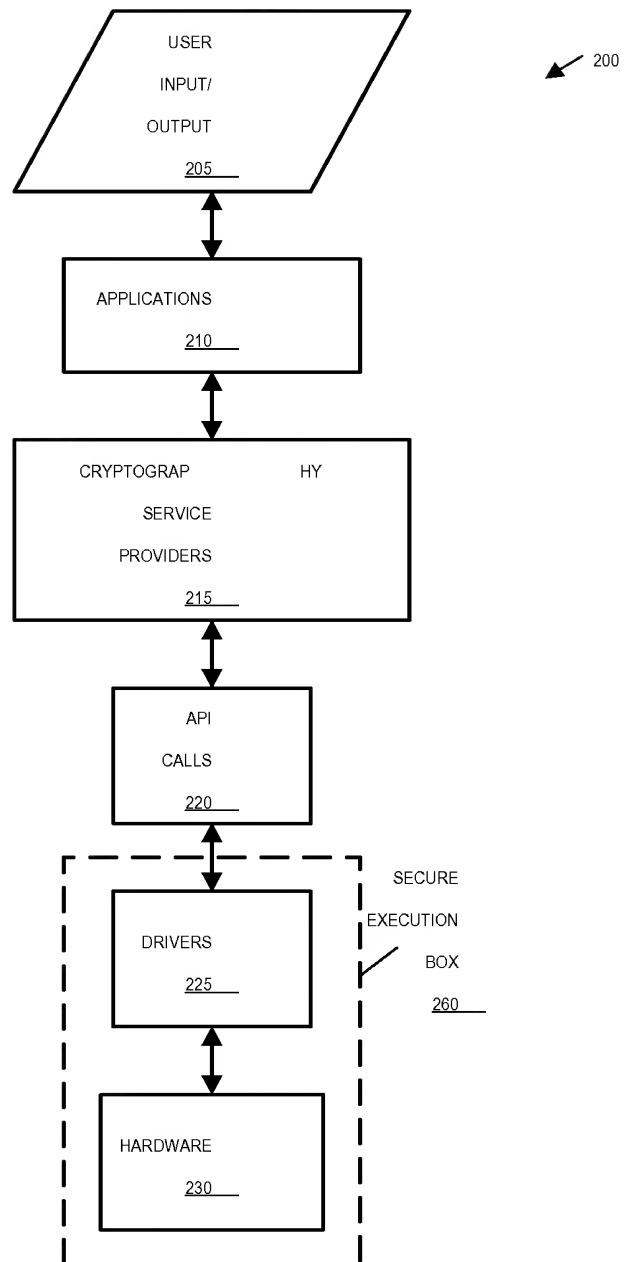 USER
INPUT/
OUTPUT
205
200
APPLICATIONS
210
CRYPTOGRAP HY
SERVICE
PROVIDERS
215
API
CALLS
220
SECURE
EXECUTION
BOX
260
DRIVERS
225
HARDWARE
230